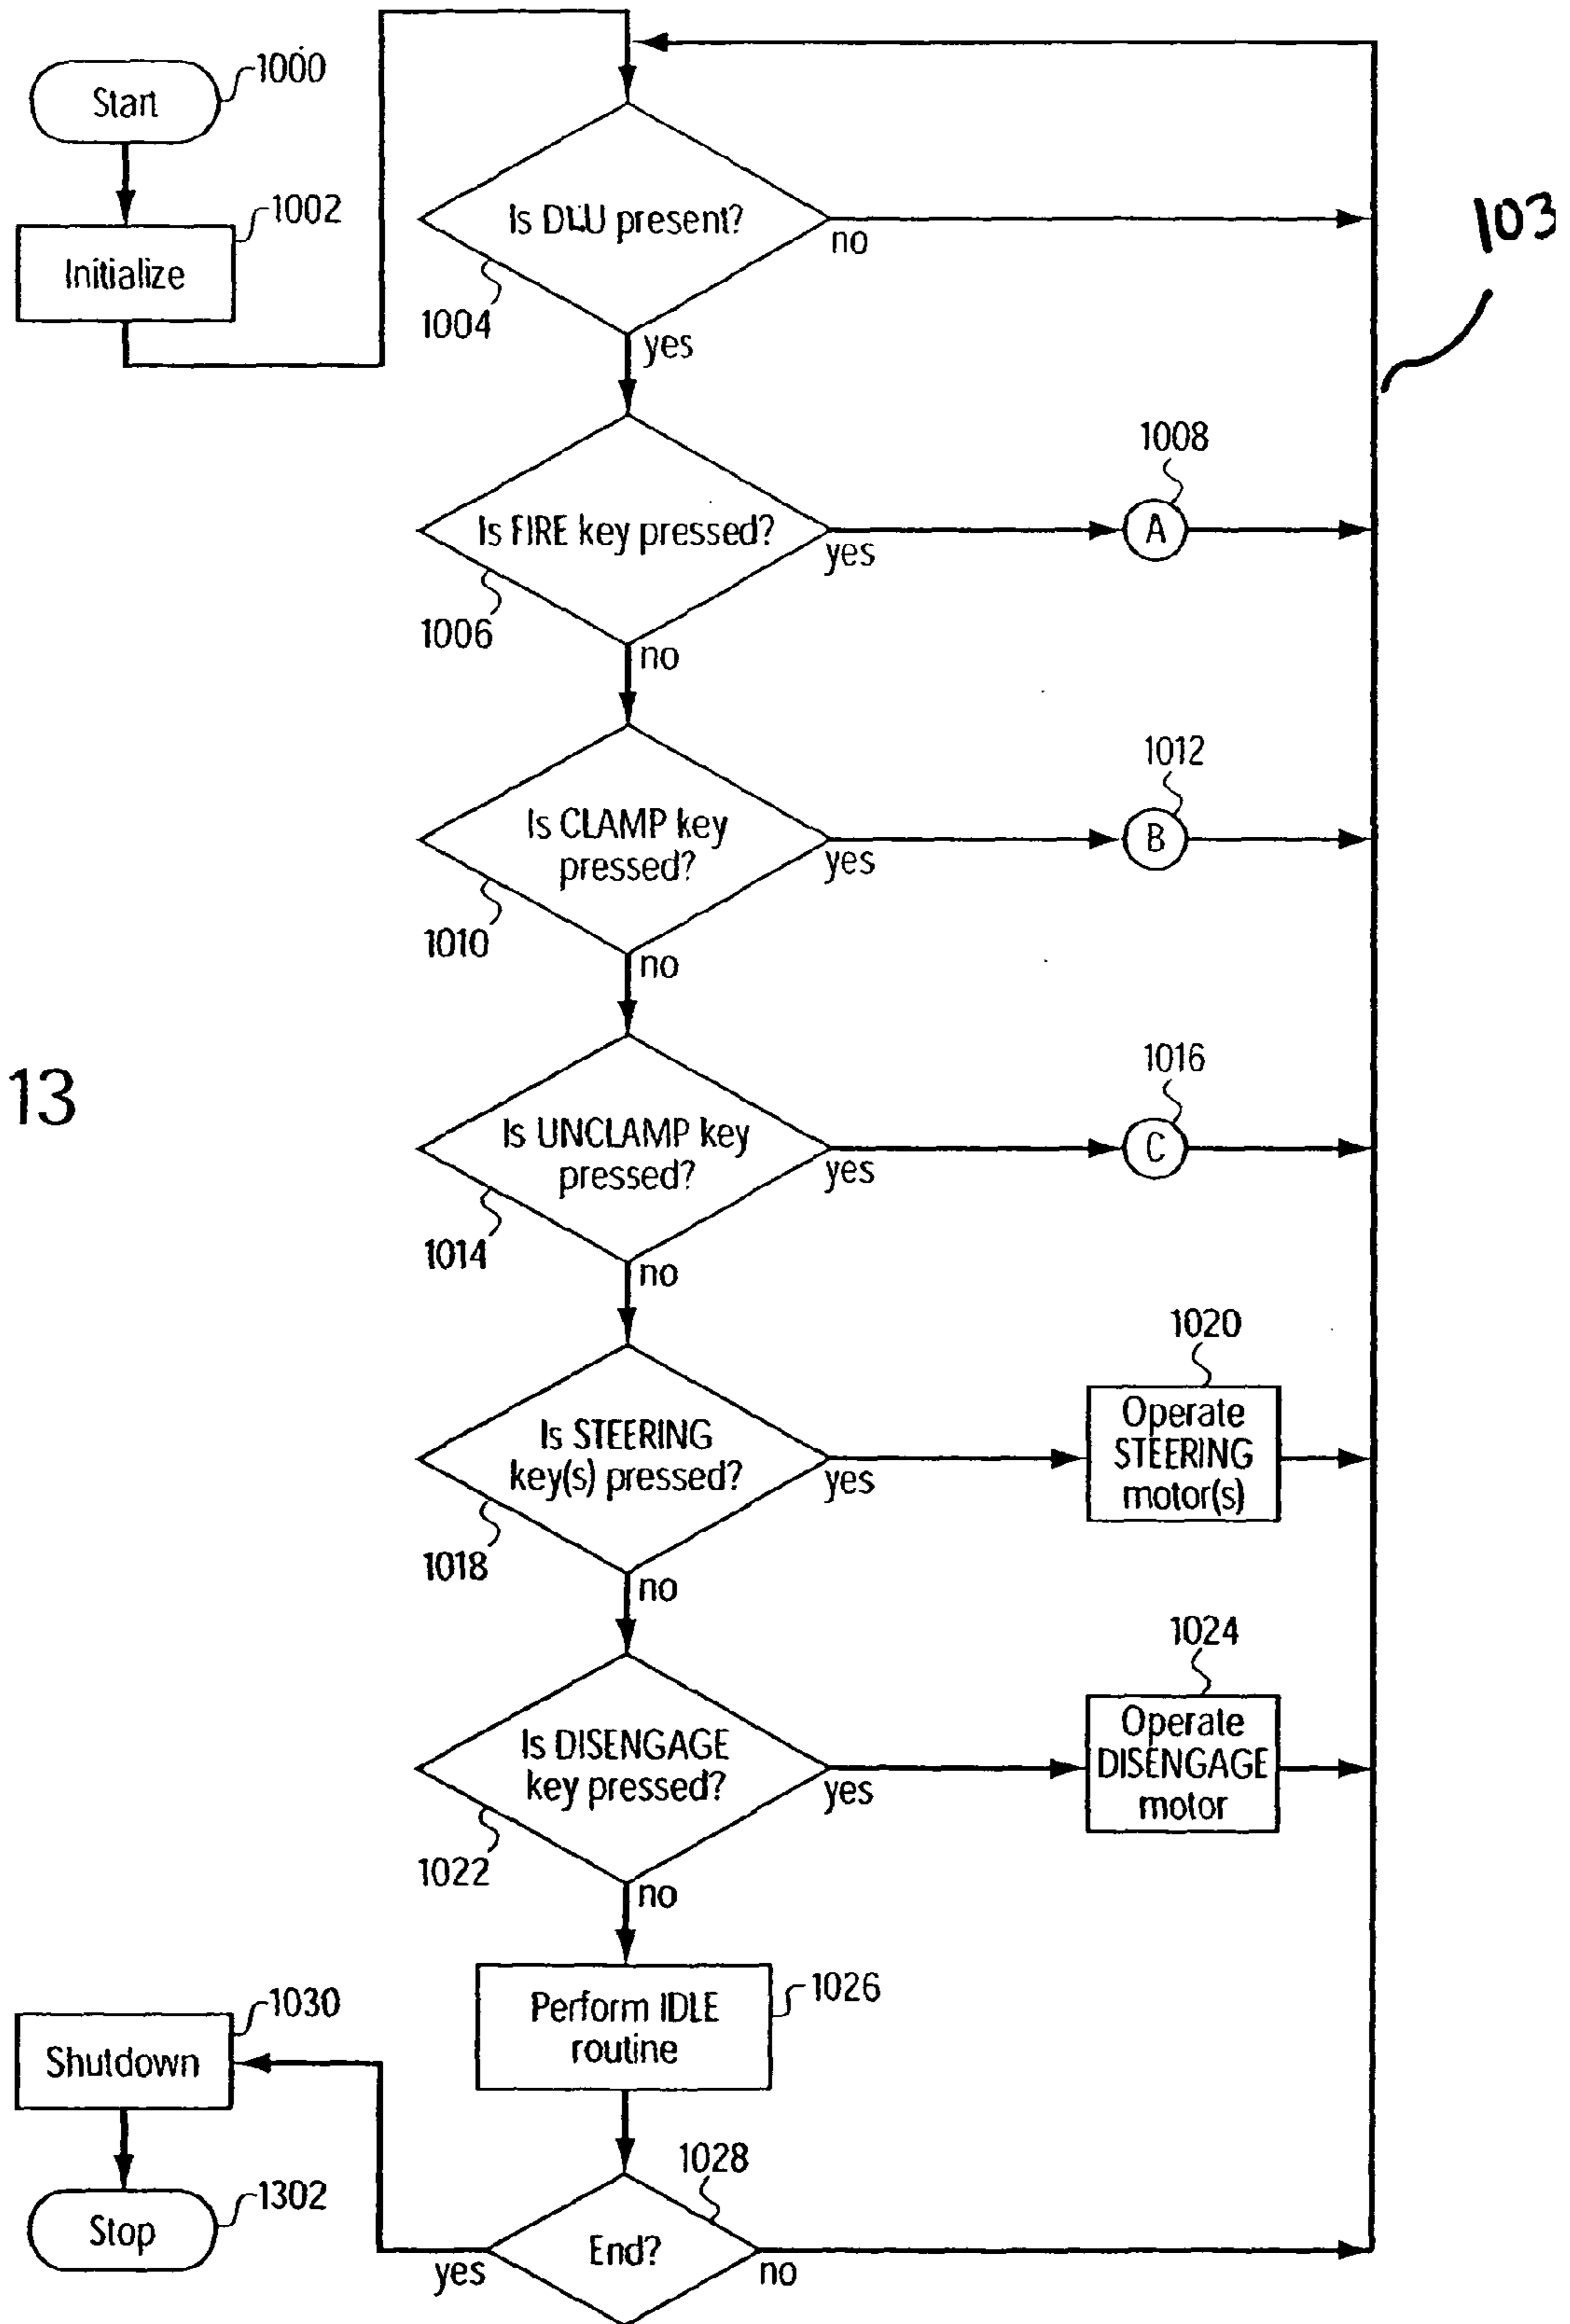 Start
1000
Initialize
1002
Is DLU present?
no
1004
yes
103
Is FIRE key pressed?
yes
1008
A
1006
no
Is CLAMP key
pressed?
yes
1012
B
1010
no
13
Is UNCLAMP key
pressed?
yes
1016
C
1014
no
Is STEERING
key(s) pressed?
yes
1020
Operate
STEERING
motor(s)
1018
no
Is DISENGAGE
key pressed?
yes
1024
Operate
DISENGAGE
motor
1022
no
Perform IDLE
routine
1026
1030
Shutdown
1028
End?
yes
no
1302
Stop